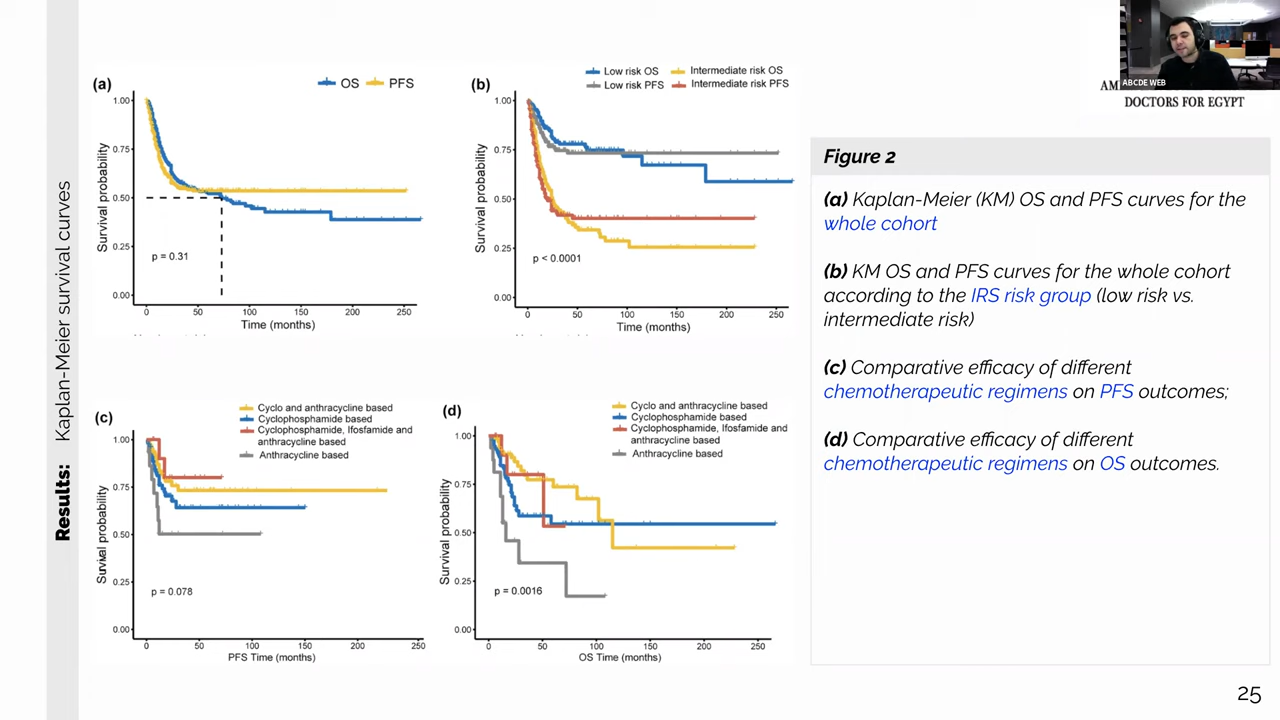 ABCDE WEB
DOCTORS FOR EGYPT
Results: Kaplan-Meier survival curves
(a)
OS PFS
Survival probability
1.00
0.75
0.50
0.25
0.00
p = 0.31
0 50 100 150 200 250
Time (months)
(b)
Low risk OS Intermediate risk OS
Low risk PFS Intermediate risk PFS
Survival probability
1.00
0.75
0.50
0.25
0.00
p < 0.0001
0 50 100 150 200 250
Time (months)
(c)
Cyclo and anthracycline based
Cyclophosphamide based
Cyclophosphamide, Ifosfamide and
anthracycline based
Anthracycline based
Survival probability
1.00
0.75
0.50
0.25
0.00
p = 0.078
0 50 100 150 200 250
PFS Time (months)
(d)
Cyclo and anthracycline based
Cyclophosphamide based
Cyclophosphamide, Ifosfamide and
anthracycline based
Anthracycline based
Survival probability
1.00
0.75
0.50
0.25
0.00
p = 0.0016
0 50 100 150 200 250
OS Time (months)
Figure 2
(a) Kaplan-Meier (KM) OS and PFS curves for the
whole cohort
(b) KM OS and PFS curves for the whole cohort
according to the IRS risk group (low risk vs.
intermediate risk)
(c) Comparative efficacy of different
chemotherapeutic regimens on PFS outcomes;
(d) Comparative efficacy of different
chemotherapeutic regimens on OS outcomes.
25